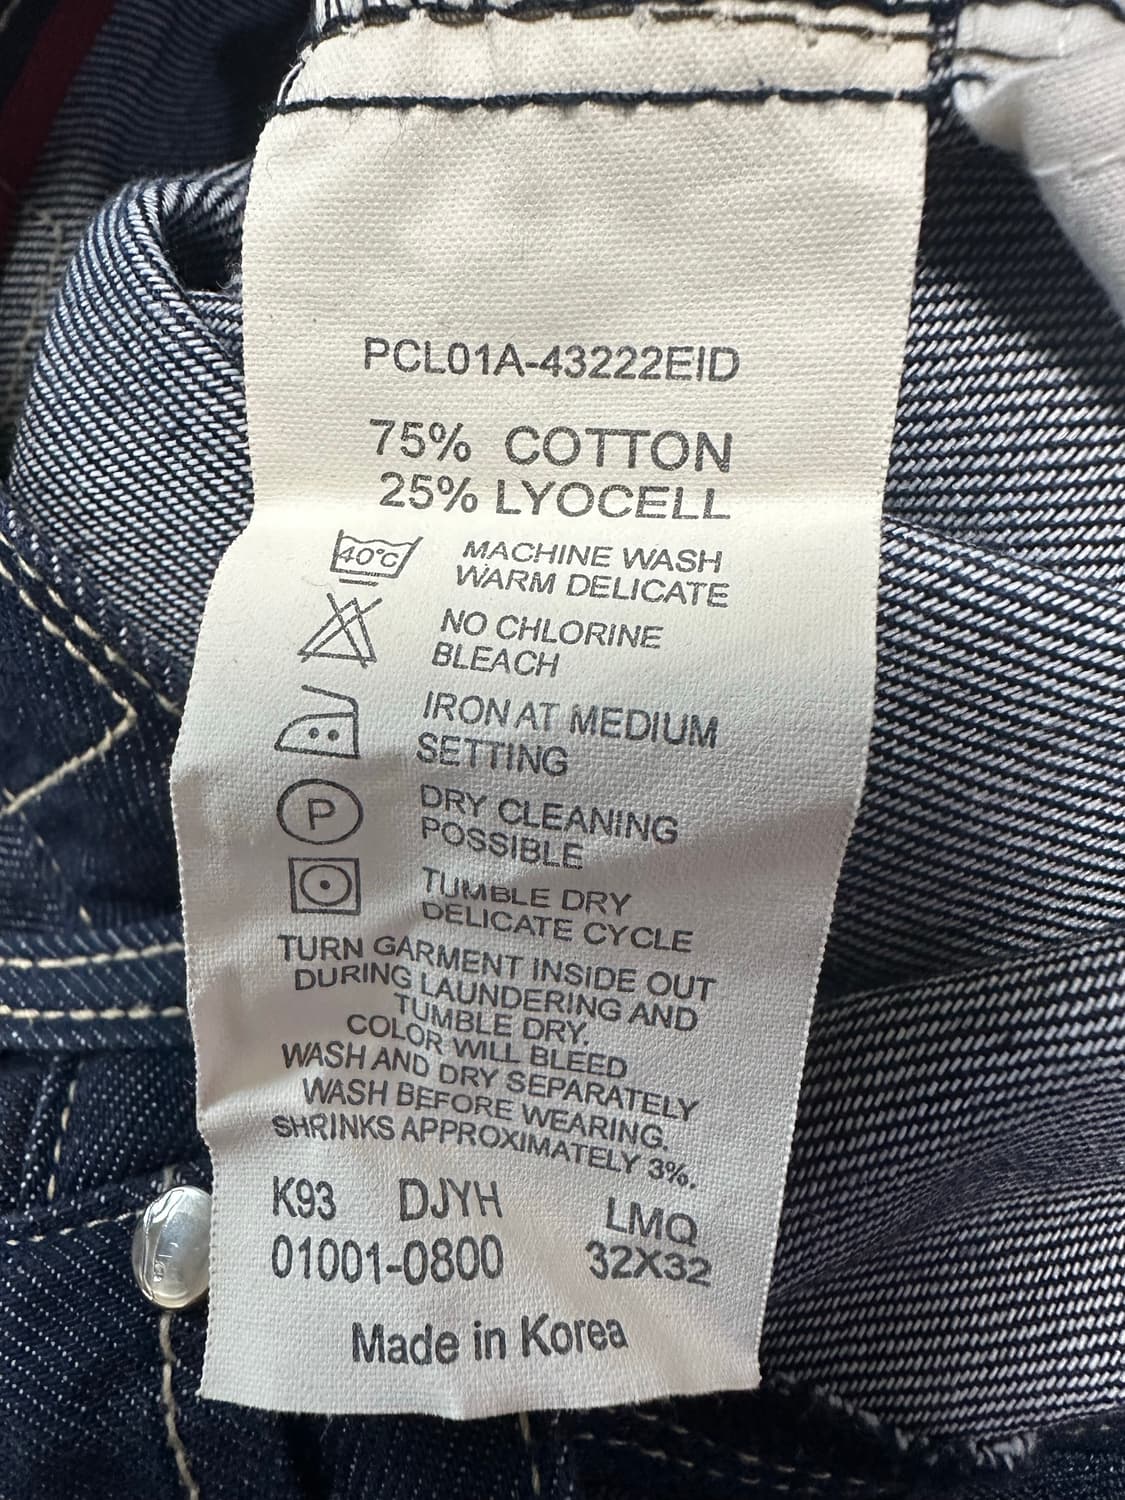 PCL01A-43222EID
75% COTTON
25% LYOCELL
40°C MACHINE WASH
WARM DELICATE
NO CHLORINE
BLEACH
IRON AT MEDIUM
SETTING
P DRY CLEANING
POSSIBLE
TUMBLE DRY
DELICATE CYCLE
TURN GARMENT INSIDE OUT
DURING LAUNDERING AND
TUMBLE DRY.
COLOR WILL BLEED
WASH AND DRY SEPARATELY
WASH BEFORE WEARING.
SHRINKS APPROXIMATELY 3%.
K93 DJYH LMQ
01001-0800 32X32
Made in Korea